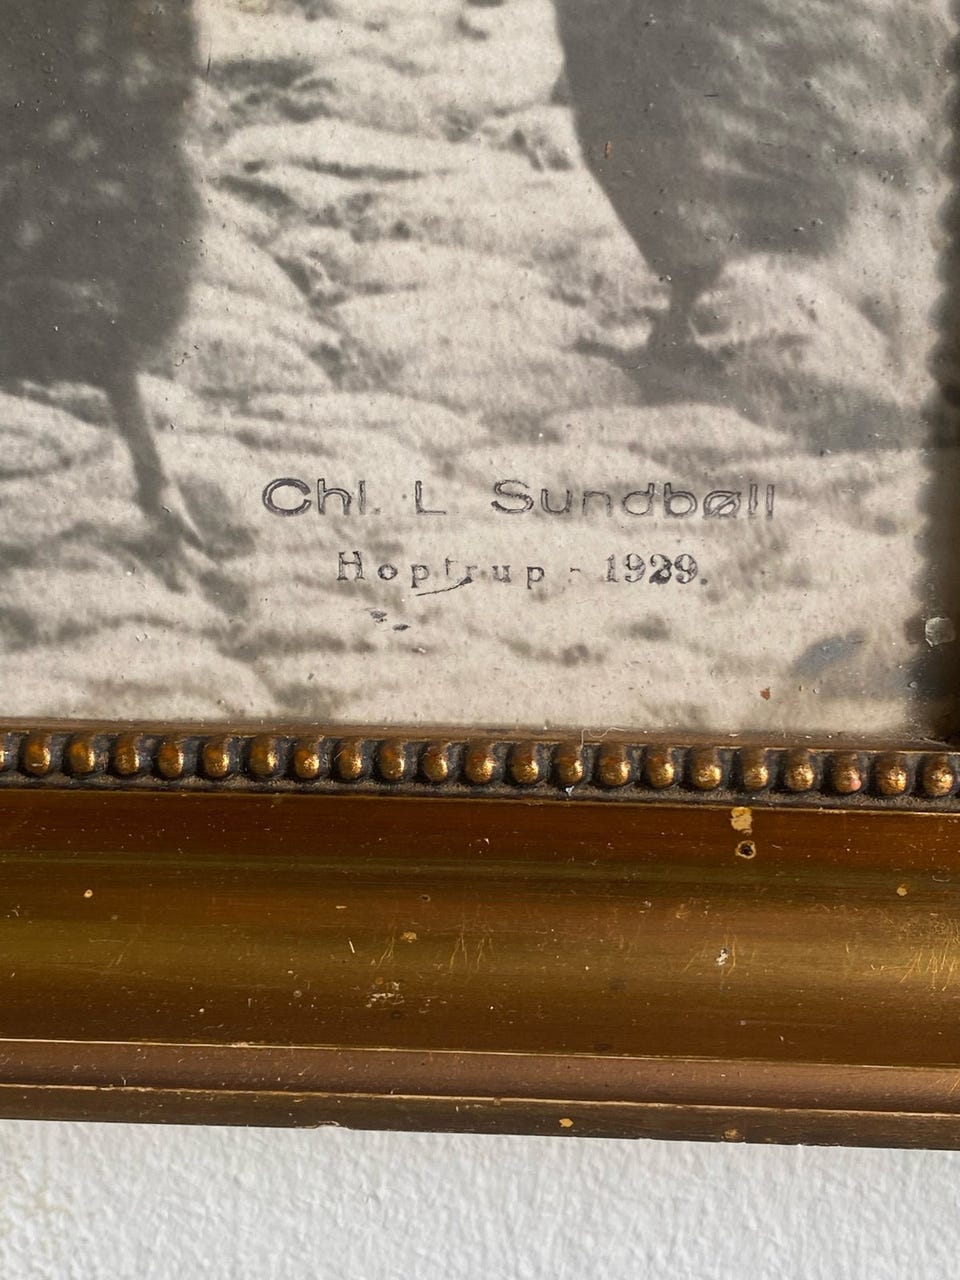 Chl. L Sundbøll
Hoptrup - 1929.